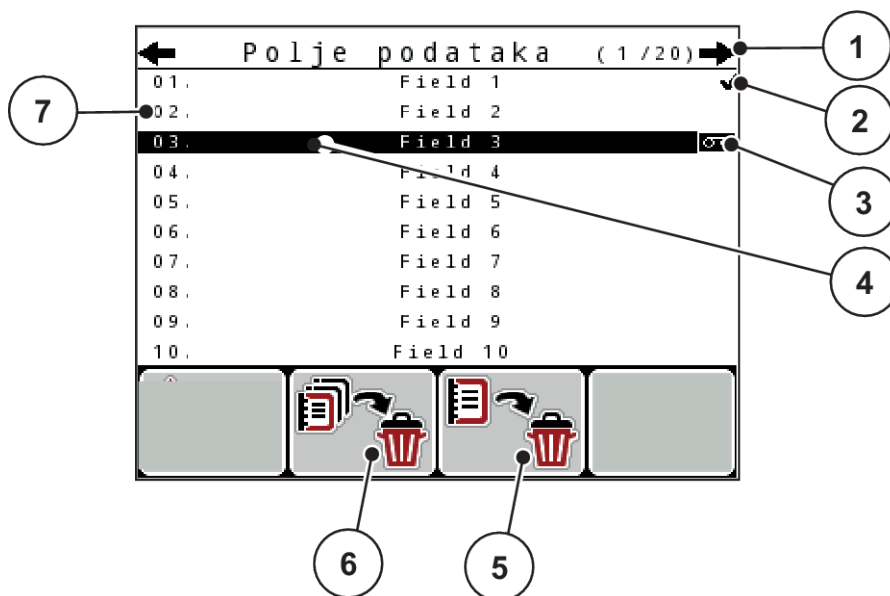 Polje podataka (1/20)
01. Field 1
02. Field 2
03. Field 3
04. Field 4
05. Field 5
06. Field 6
07. Field 7
08. Field 8
09. Field 9
10. Field 10
1
2
3
4
5
6
7